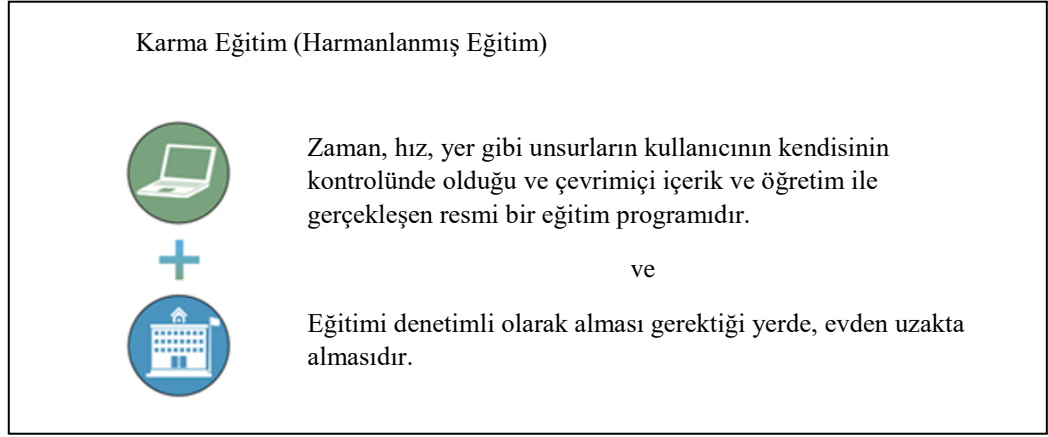 Karma Eğitim (Harmanlanmış Eğitim)
Zaman, hız, yer gibi unsurların kullanıcının kendisinin
kontrolünde olduğu ve çevrimiçi içerik ve öğretim ile
gerçekleşen resmi bir eğitim programıdır.
ve
Eğitimi denetimli olarak alması gerektiği yerde, evden uzakta
almasıdır.